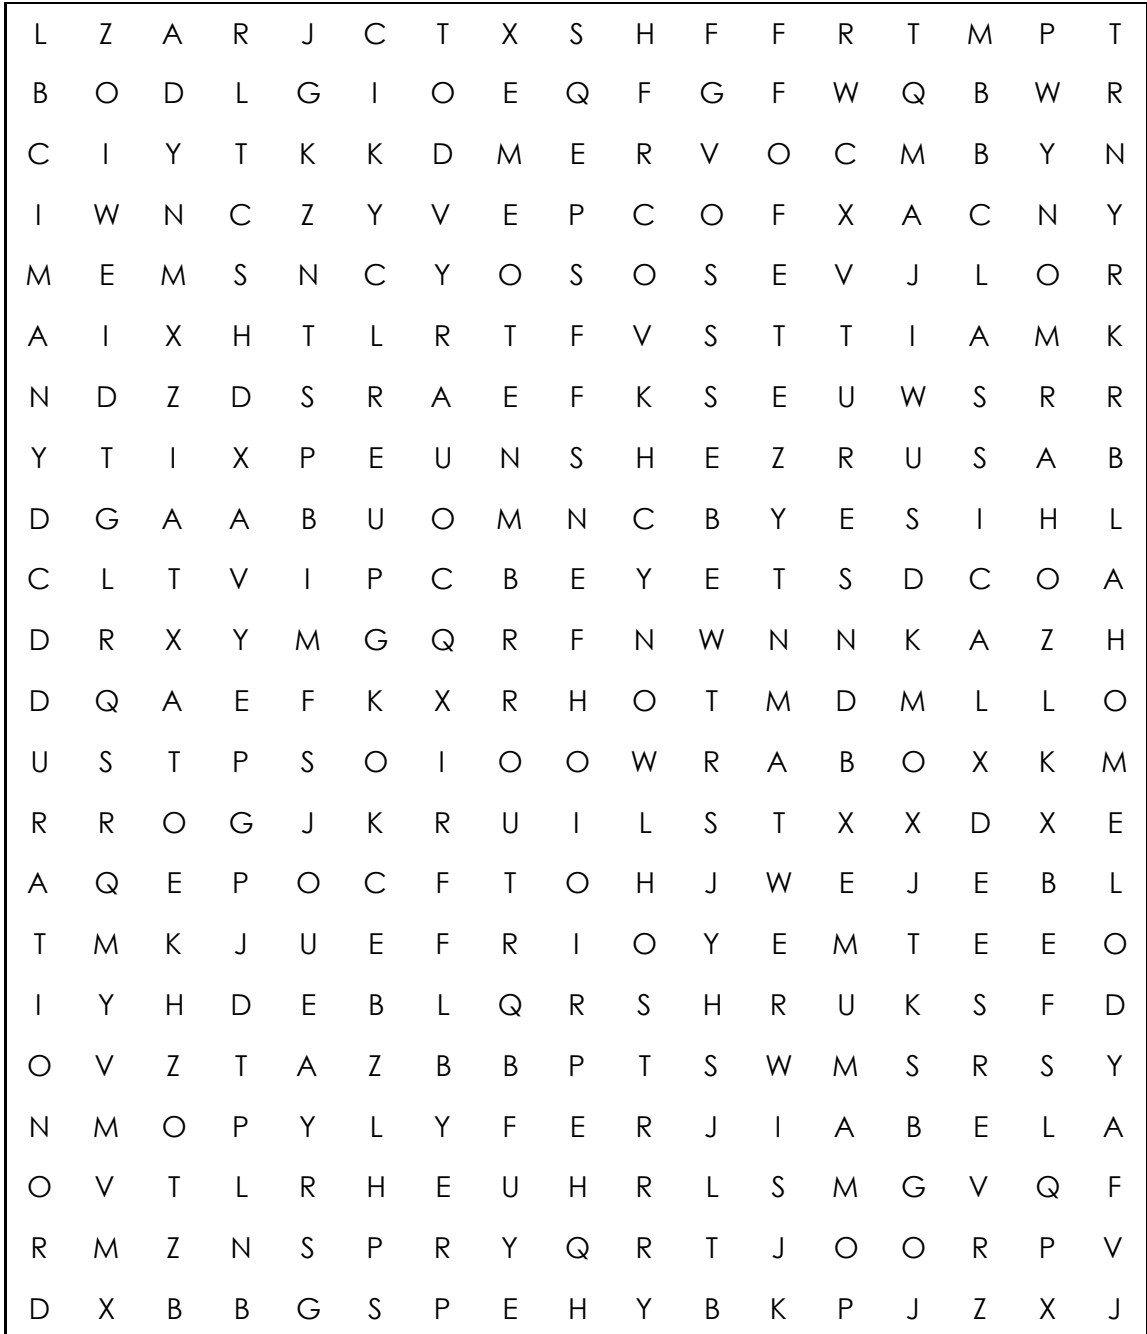 L Z A R J C T X S H F F R T M P T
B O D L G I O E Q F G F W Q B W R
C I Y T K K D M E R V O C M B Y N
I W N C Z Y V E P C O F X A C N Y
M E M S N C Y O S O S E V J L O R
A I X H T L R T F V S T T I A M K
N D Z D S R A E F K S E U W S R R
Y T I X P E U N S H E Z R U S A B
D G A A B U O M N C B Y E S I H L
C L T V I P C B E Y E T S D C O A
D R X Y M G Q R F N W N N K A Z H
D Q A E F K X R H O T M D M L L O
U S T P S O I O O W R A B O X K M
R R O G J K R U I L S T X X D X E
A Q E P O C F T O H J W E J E B L
T M K J U E F R I O Y E M T E E O
I Y H D E B L Q R S H R U K S F D
O V Z T A Z B B P T S W M S R S Y
N M O P Y L Y F E R J I A B E L A
O V T L R H E U H R L S M G V Q F
R M Z N S P R Y Q R T J O O R P V
D X B B G S P E H Y B K P J Z X J